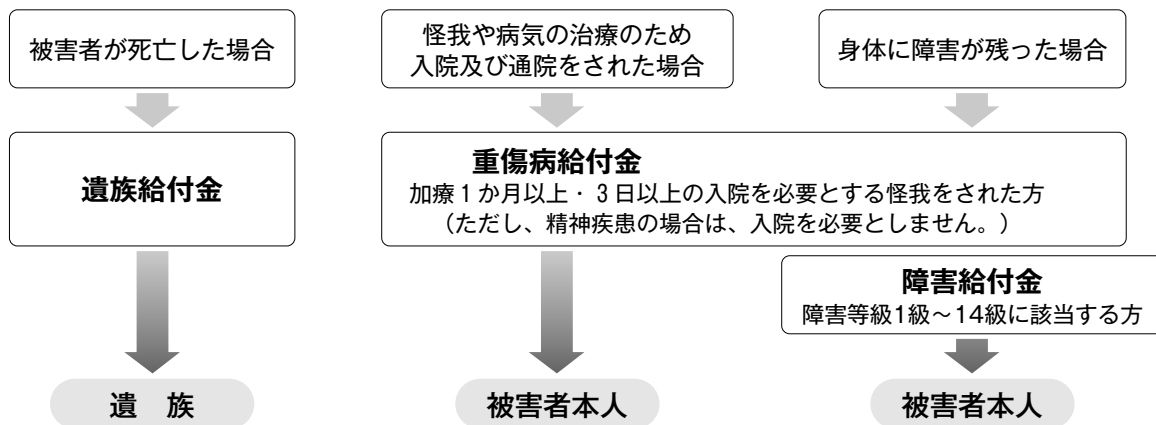 被害者が死亡した場合
怪我や病気の治療のため
入院及び通院をされた場合
身体に障害が残った場合
遺族給付金
重傷病給付金
加療1か月以上・3日以上の入院を必要とする怪我をされた方
（ただし、精神疾患の場合は、入院を必要としません。）
障害給付金
障害等級1級～14級に該当する方
遺　族
被害者本人
被害者本人